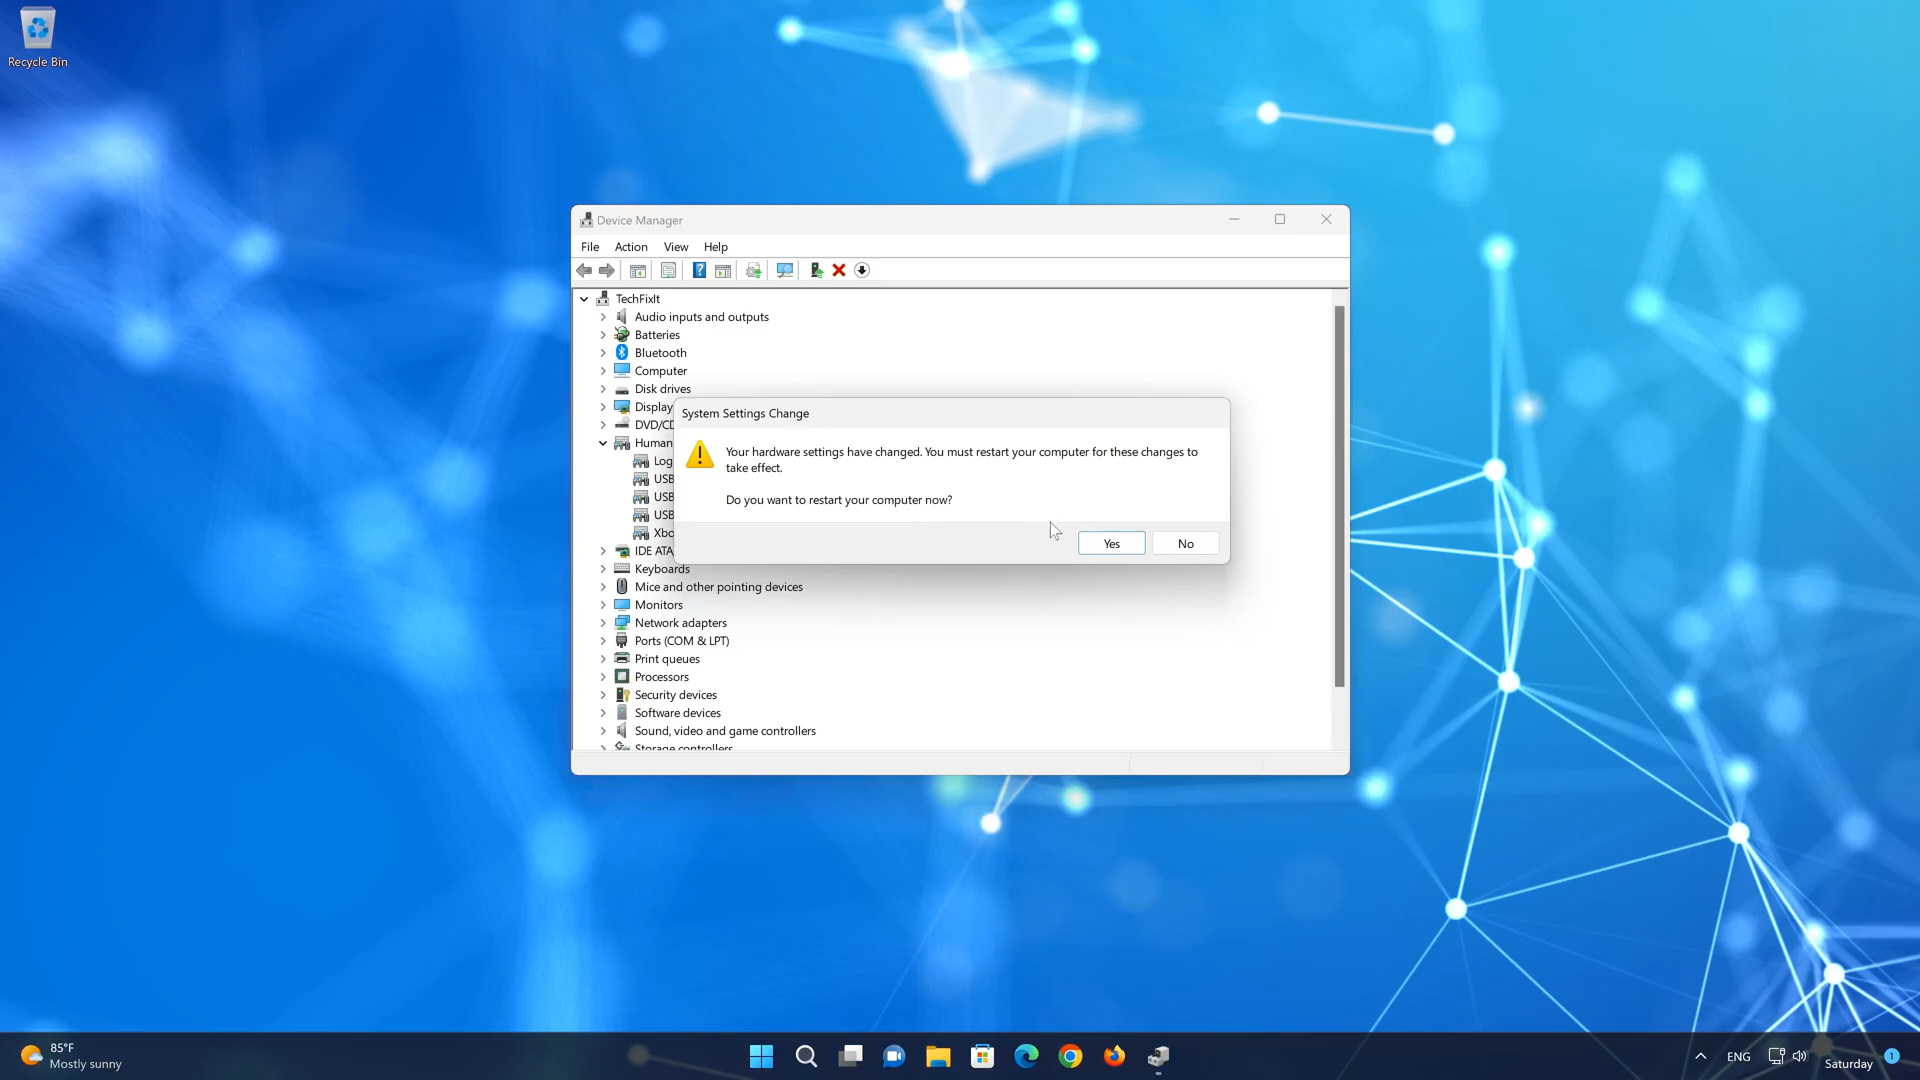 Recycle Bin
Device Manager
File Action View Help
TechFixIt
Audio inputs and outputs
Batteries
Bluetooth
Computer
Disk drives
Display
DVD/CD
Human
Log
USB
USB
USB
Xbo
IDE ATA
Keyboards
Mice and other pointing devices
Monitors
Network adapters
Ports (COM & LPT)
Print queues
Processors
Security devices
Software devices
Sound, video and game controllers
Storage controllers
System Settings Change
Your hardware settings have changed. You must restart your computer for these changes to
take effect.
Do you want to restart your computer now?
Yes No
85°F
Mostly sunny
ENG
Saturday
1